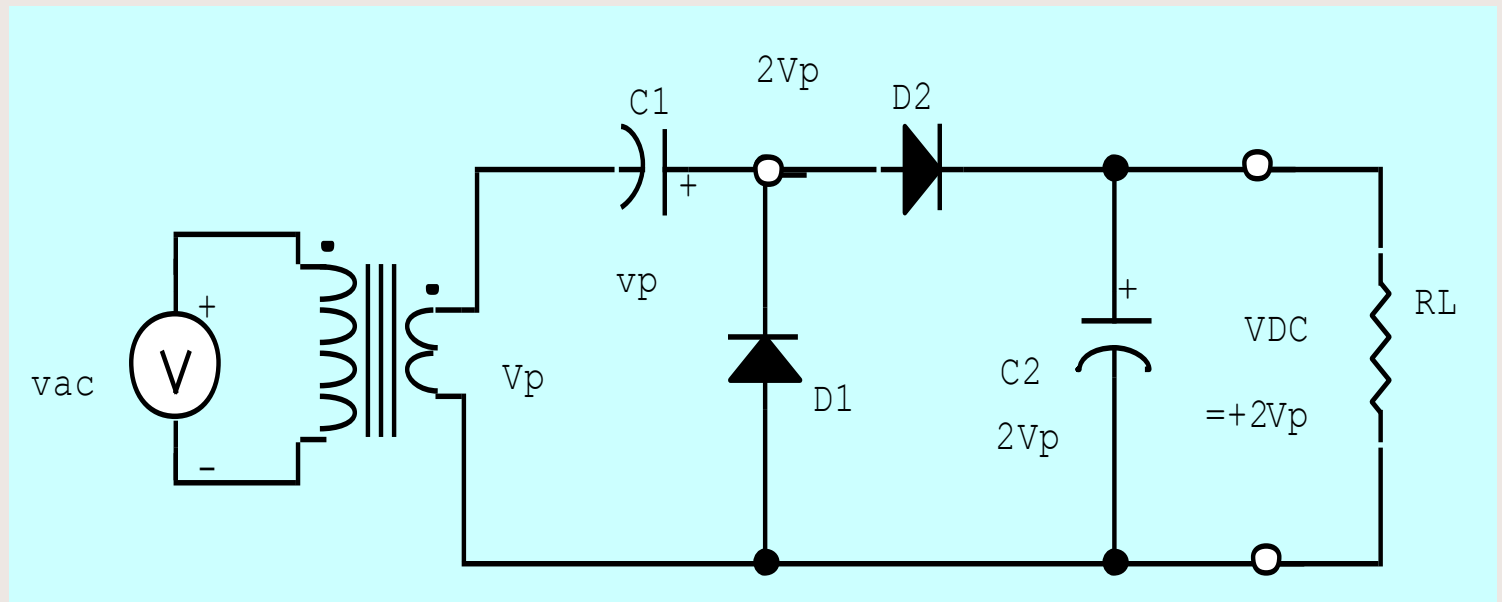 2Vp
D2
C1
+
vp
+
+
RL
VDC
V
vac
Vp
C2
D1
=+2Vp
2Vp
-